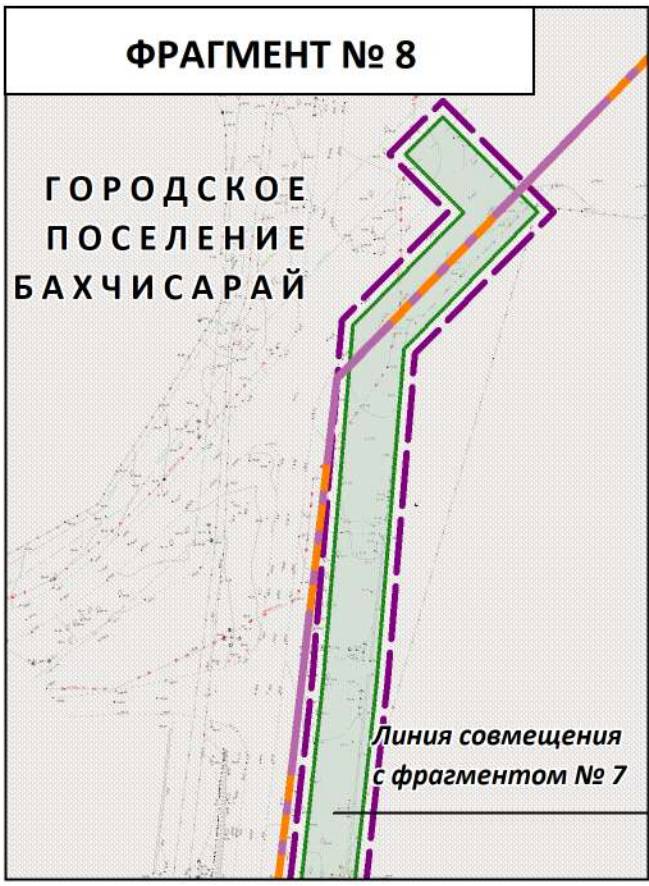 ФРАГМЕНТ № 8
ГОРОДСКОЕ
ПОСЕЛЕНИЕ
БАХЧИСАРАЙ
Линия совмещения
с фрагментом № 7